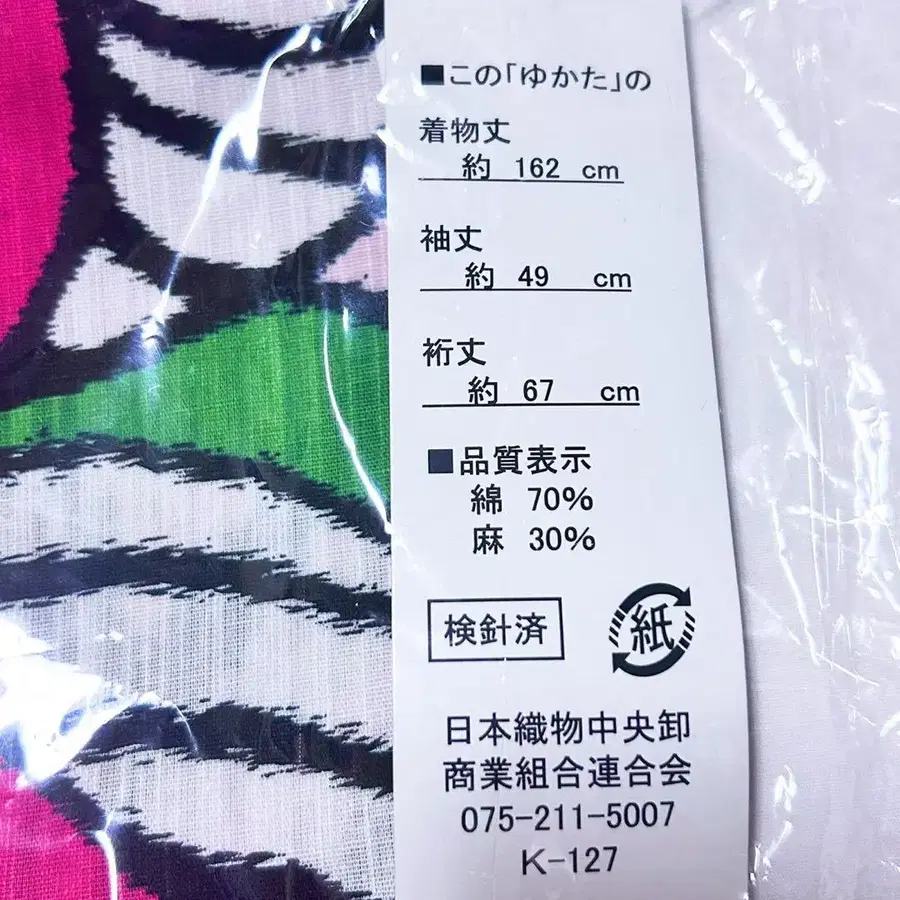 ■この「ゆかた」の
着物丈
約 162 cm
袖丈
約 49 cm
裄丈
約 67 cm
■品質表示
綿 70%
麻 30%
検針済
紙
日本織物中央卸
商業組合連合会
075-211-5007
K-127